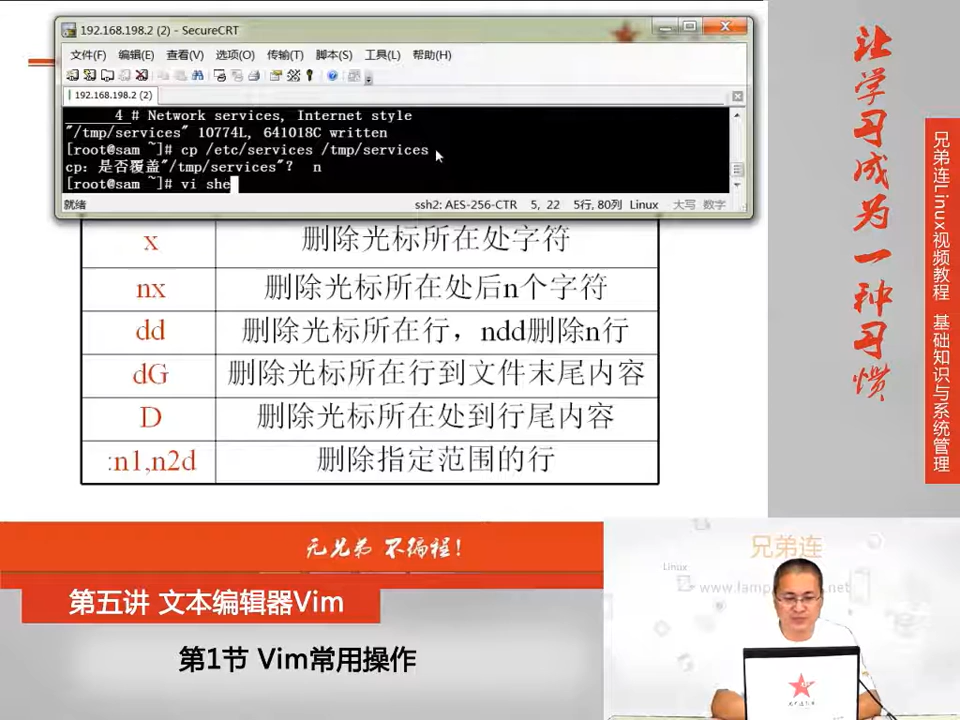 192.168.198.2 (2) - SecureCRT
文件(F) 编辑(E) 查看(V) 选项(O) 传输(T) 脚本(S) 工具(L) 帮助(H)
192.168.198.2 (2)
4 # Network services, Internet style
"/tmp/services" 10774L, 641018C written
[root@sam ~]# cp /etc/services /tmp/services
cp：是否覆盖"/tmp/services"？ n
[root@sam ~]# vi she
就绪 ssh2: AES-256-CTR 5, 22 5行, 80列 Linux 大写 数字
x 删除光标所在处字符
nx 删除光标所在处后n个字符
dd 删除光标所在行，ndd删除n行
dG 删除光标所在行到文件末尾内容
D 删除光标所在处到行尾内容
:n1,n2d 删除指定范围的行
让学习成为一种习惯
兄弟连Linux视频教程 基础知识与系统管理
无兄弟 不编程!
第五讲 文本编辑器Vim
第1节 Vim常用操作
兄弟连
Linux
www.lamp
.net